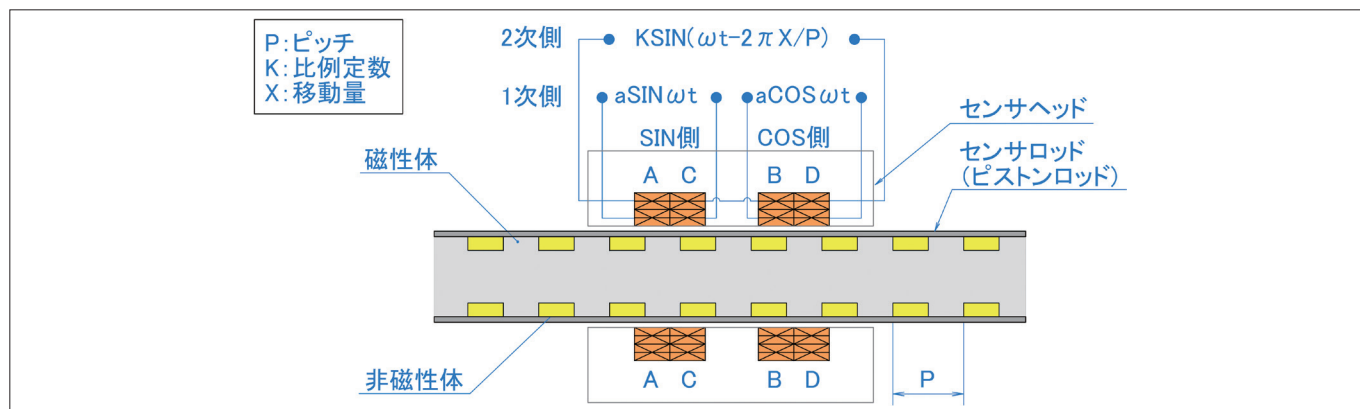 P:ピッチ
K:比例定数
X:移動量
2次側 KSIN(ωt-2πX/P)
1次側 aSINωt aCOSωt
SIN側 COS側
センサヘッド
センサロッド
(ピストンロッド)
磁性体
A C B D
非磁性体
A C B D
P